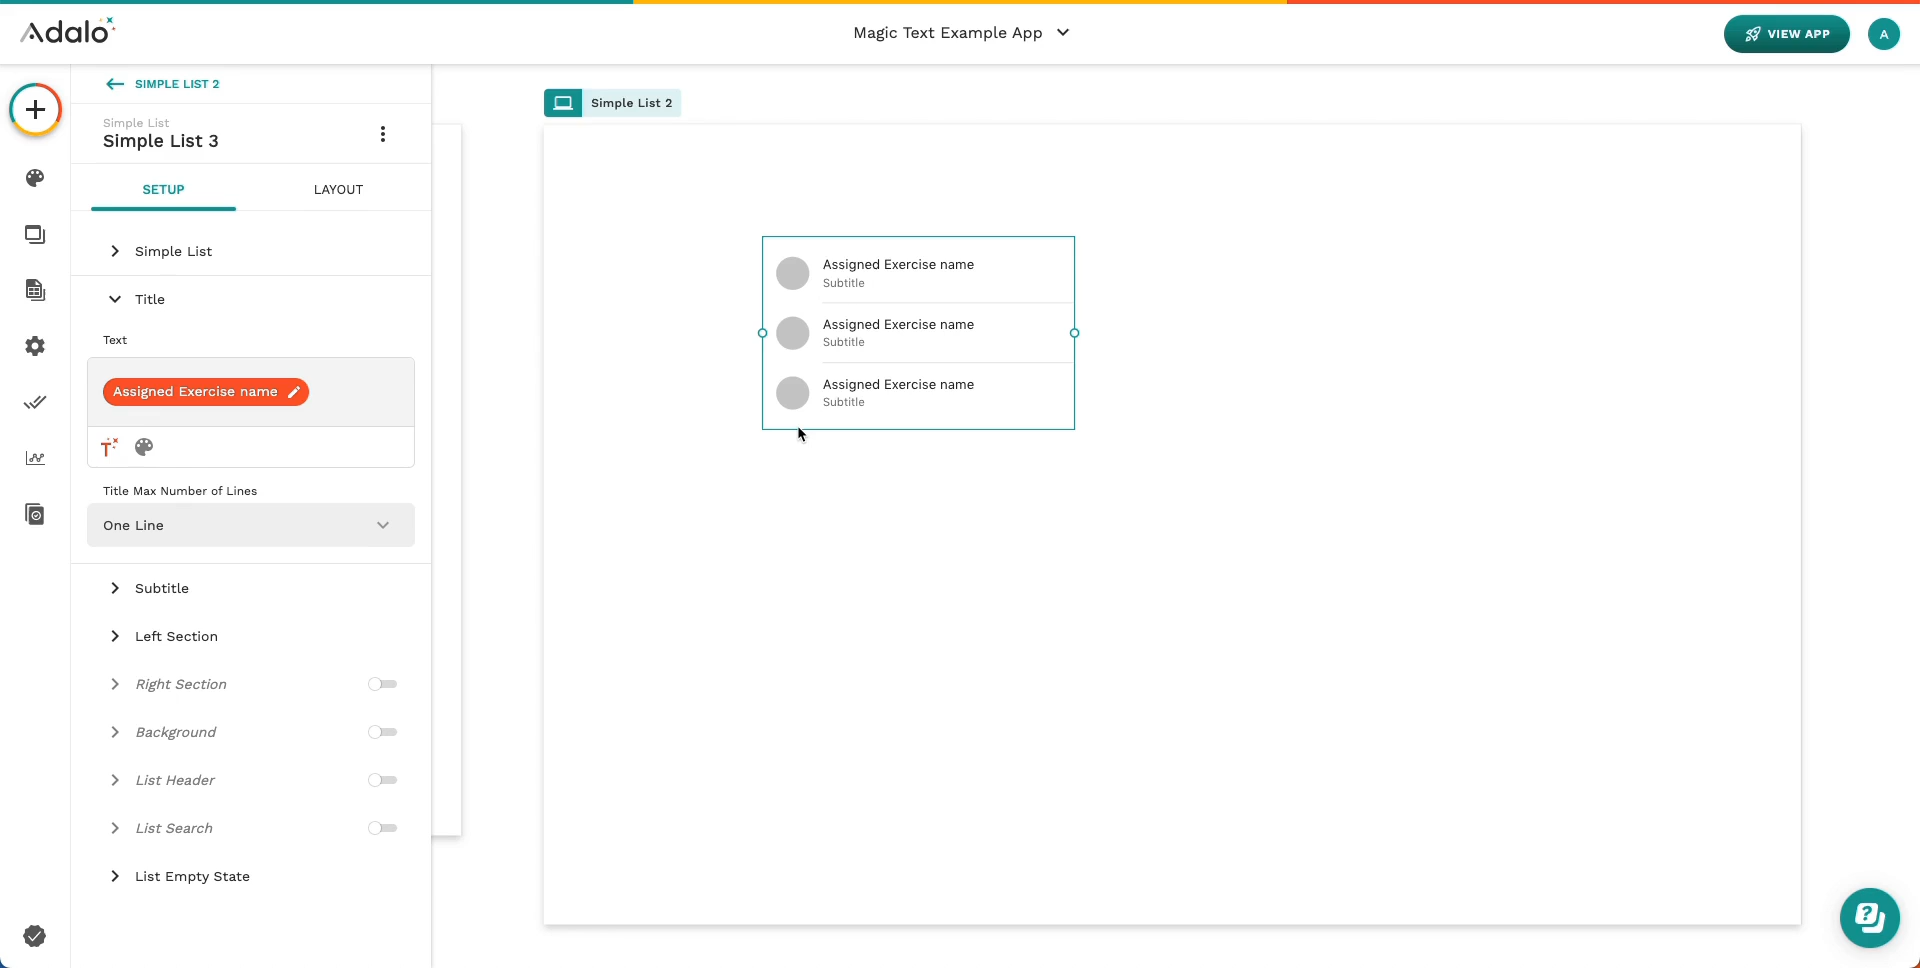 Adalo
Magic Text Example App
VIEW APP
A
SIMPLE LIST 2
Simple List
Simple List 3
SETUP
LAYOUT
Simple List
Title
Text
Assigned Exercise name
T
Title Max Number of Lines
One Line
Subtitle
Left Section
Right Section
Background
List Header
List Search
List Empty State
Simple List 2
Assigned Exercise name
Subtitle
Assigned Exercise name
Subtitle
Assigned Exercise name
Subtitle
?